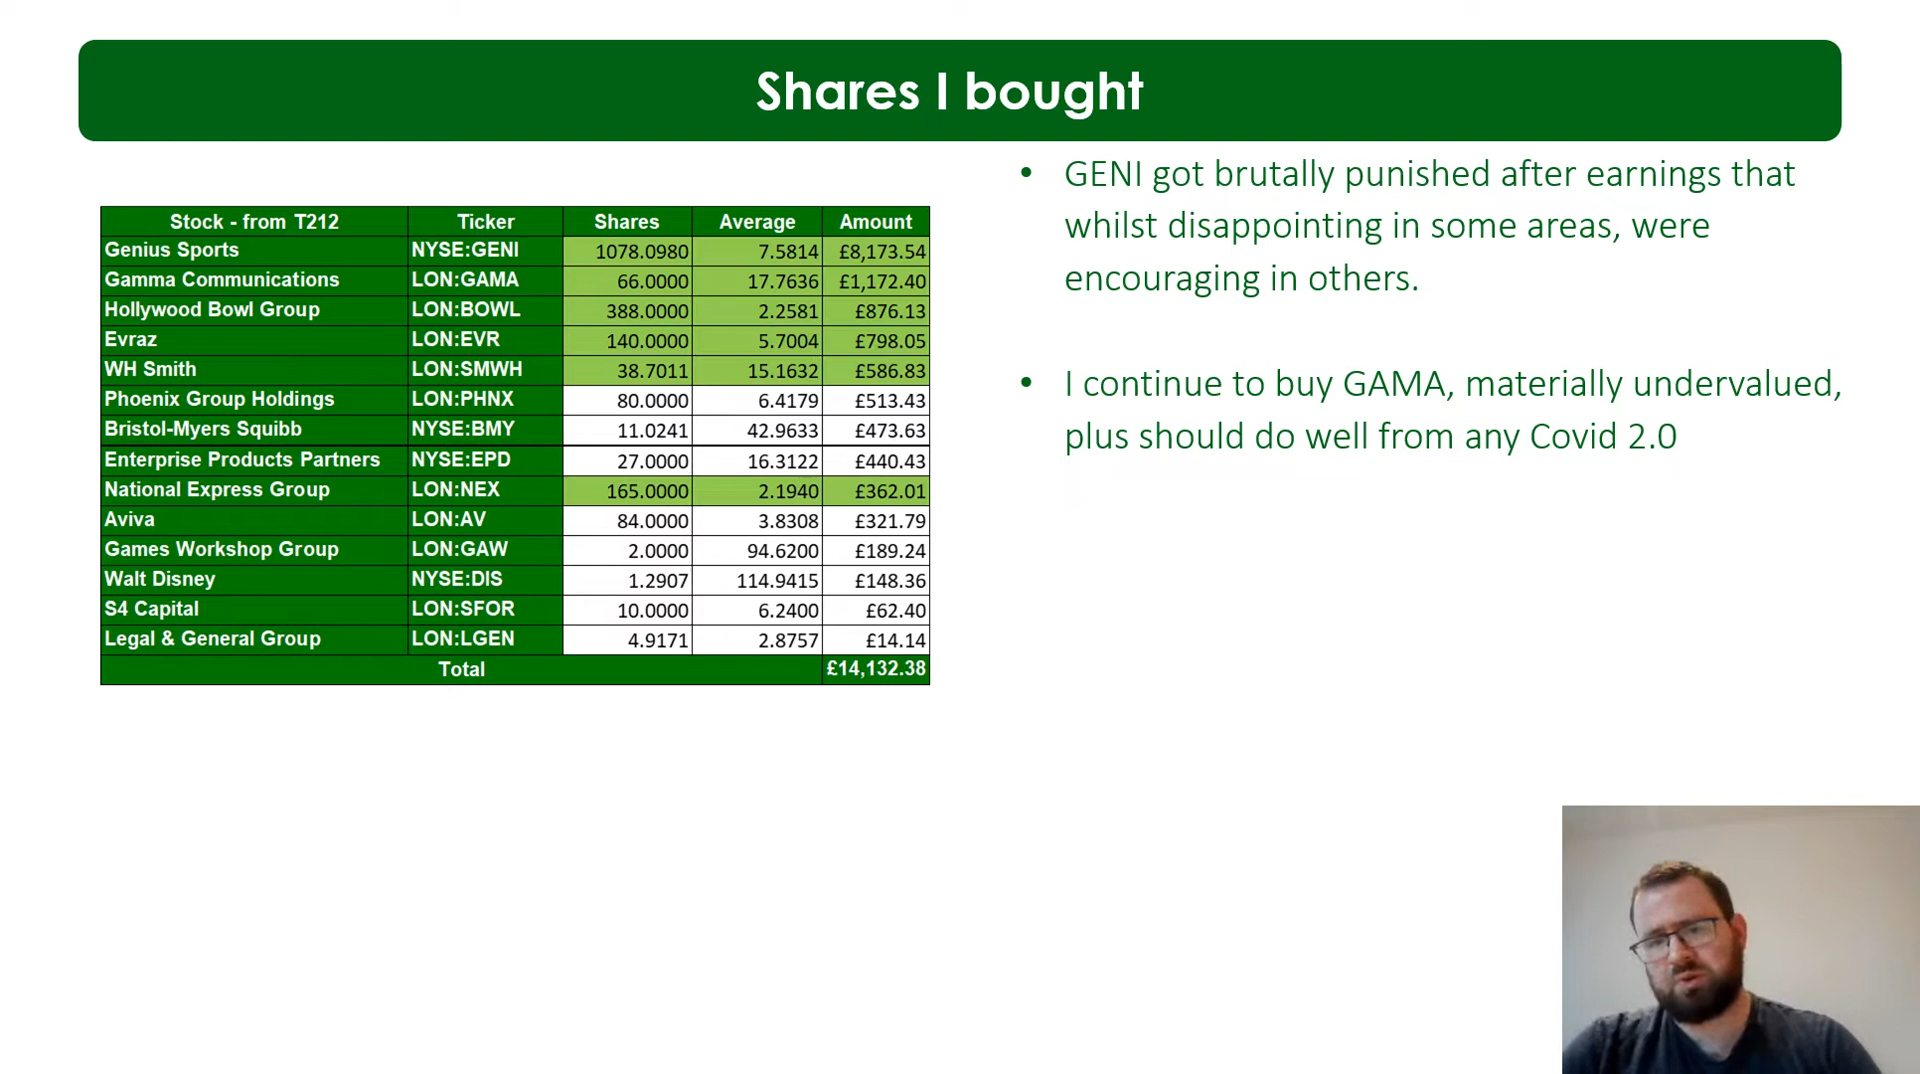 Shares I bought
Stock - from T212 Ticker Shares Average Amount
Genius Sports NYSE:GENI 1078.0980 7.5814 £8,173.54
Gamma Communications LON:GAMA 66.0000 17.7636 £1,172.40
Hollywood Bowl Group LON:BOWL 388.0000 2.2581 £876.13
Evraz LON:EVR 140.0000 5.7004 £798.05
WH Smith LON:SMWH 38.7011 15.1632 £586.83
Phoenix Group Holdings LON:PHNX 80.0000 6.4179 £513.43
Bristol-Myers Squibb NYSE:BMY 11.0241 42.9633 £473.63
Enterprise Products Partners NYSE:EPD 27.0000 16.3122 £440.43
National Express Group LON:NEX 165.0000 2.1940 £362.01
Aviva LON:AV 84.0000 3.8308 £321.79
Games Workshop Group LON:GAW 2.0000 94.6200 £189.24
Walt Disney NYSE:DIS 1.2907 114.9415 £148.36
S4 Capital LON:SFOR 10.0000 6.2400 £62.40
Legal & General Group LON:LGEN 4.9171 2.8757 £14.14
Total £14,132.38
• GENI got brutally punished after earnings that
whilst disappointing in some areas, were
encouraging in others.
• I continue to buy GAMA, materially undervalued,
plus should do well from any Covid 2.0